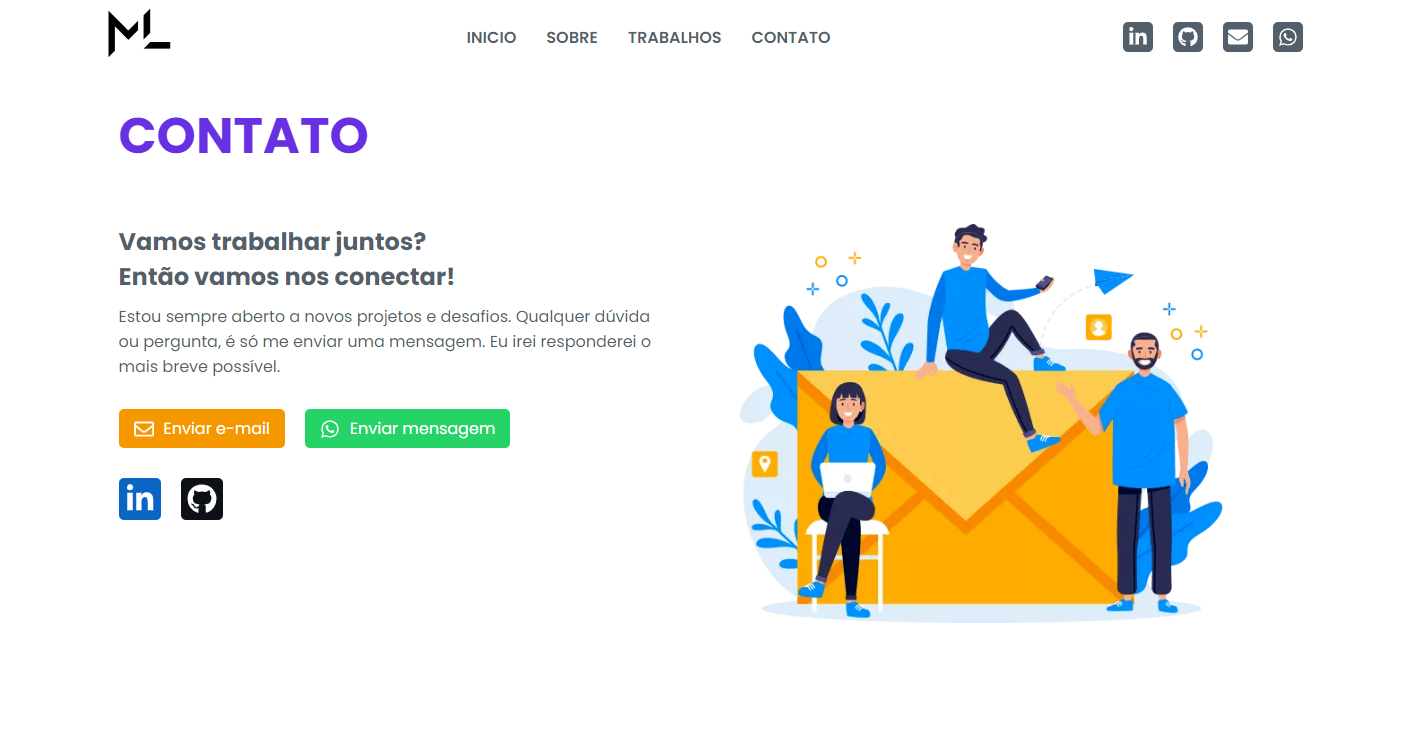 ML
INICIO SOBRE TRABALHOS CONTATO
CONTATO
Vamos trabalhar juntos?
Então vamos nos conectar!
Estou sempre aberto a novos projetos e desafios. Qualquer dúvida
ou pergunta, é só me enviar uma mensagem. Eu irei responderei o
mais breve possível.
Enviar e-mail Enviar mensagem